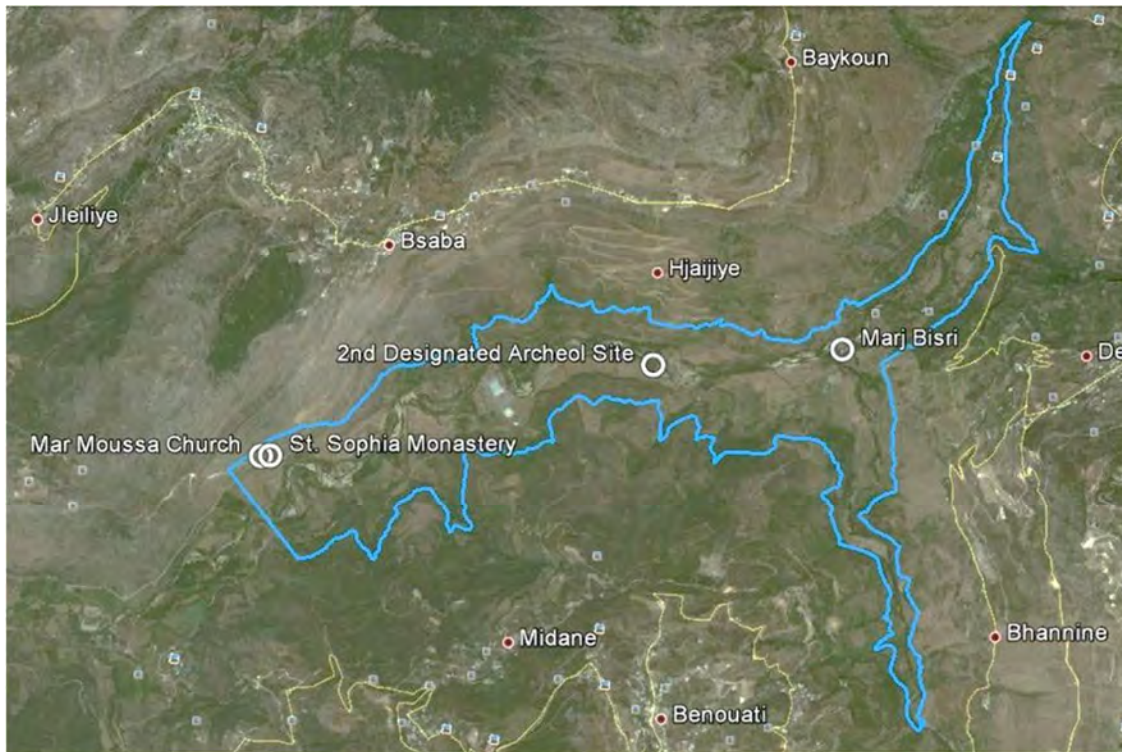 Baykoun
Jleiliye
Bsaba
Hjaijiye
Marj Bisri
2nd Designated Archeol Site
De
Mar Moussa Church
St. Sophia Monastery
Midane
Bhannine
Benouati